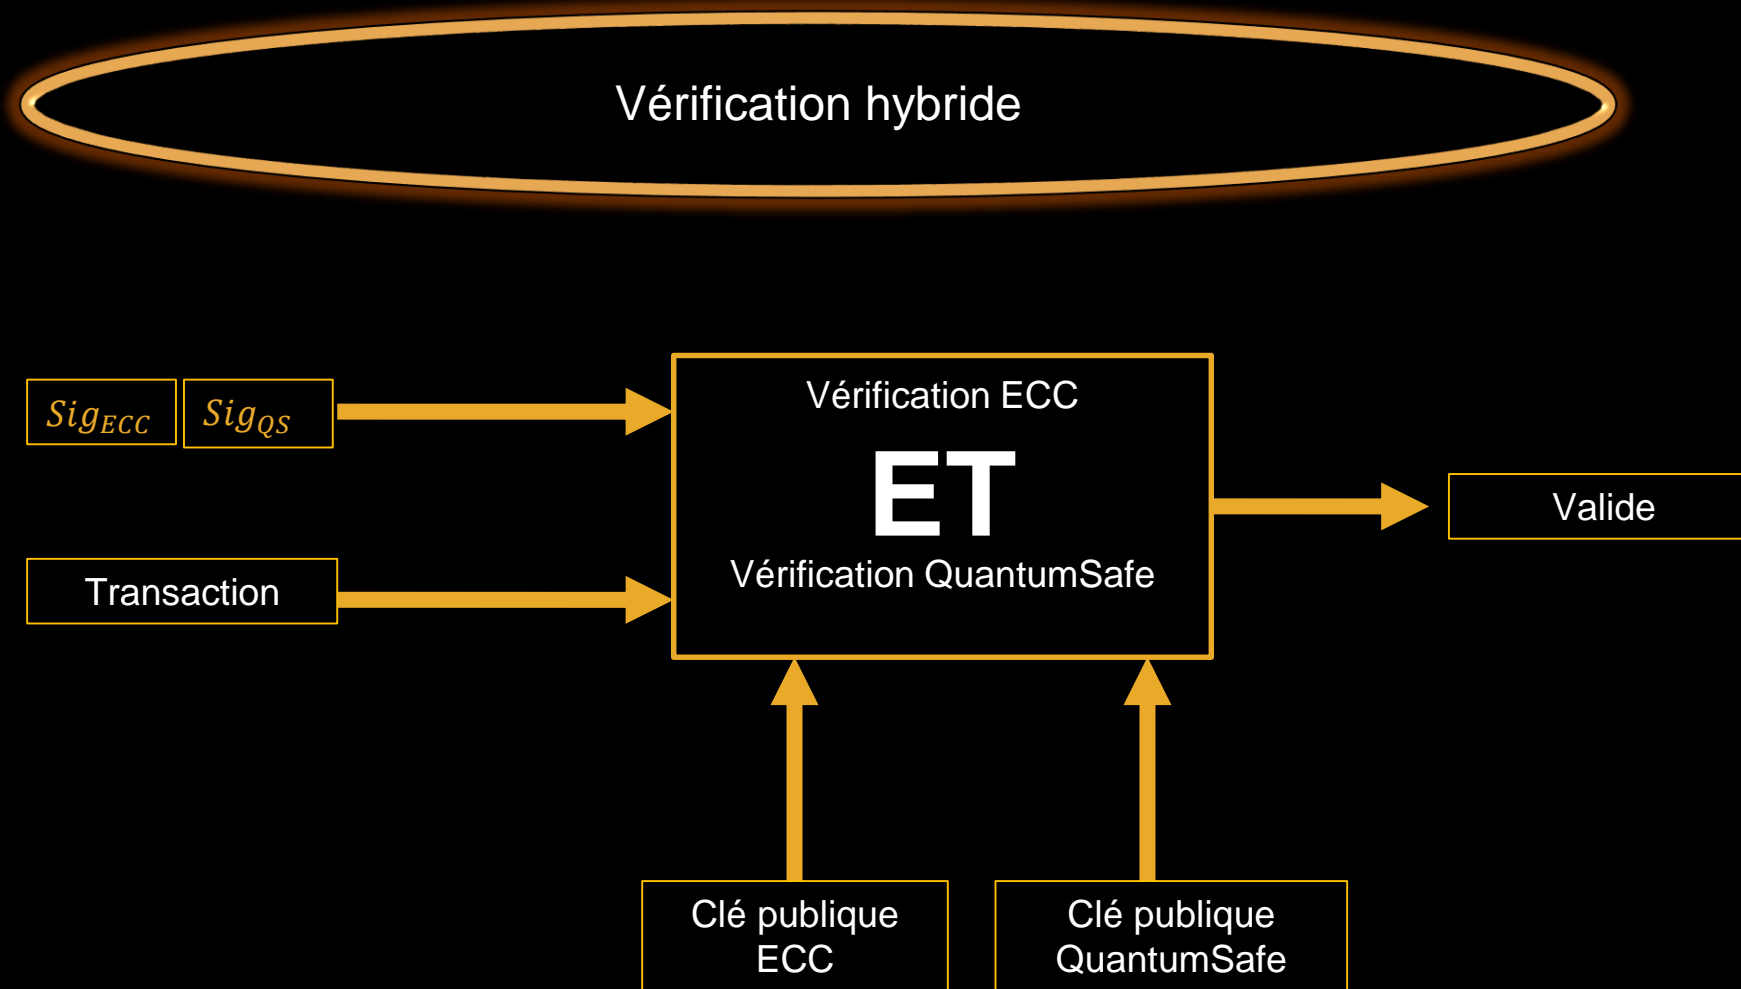 Vérification hybride
Sig_ECC Sig_QS
Vérification ECC
ET
Vérification QuantumSafe
Valide
Transaction
Clé publique
ECC
Clé publique
QuantumSafe